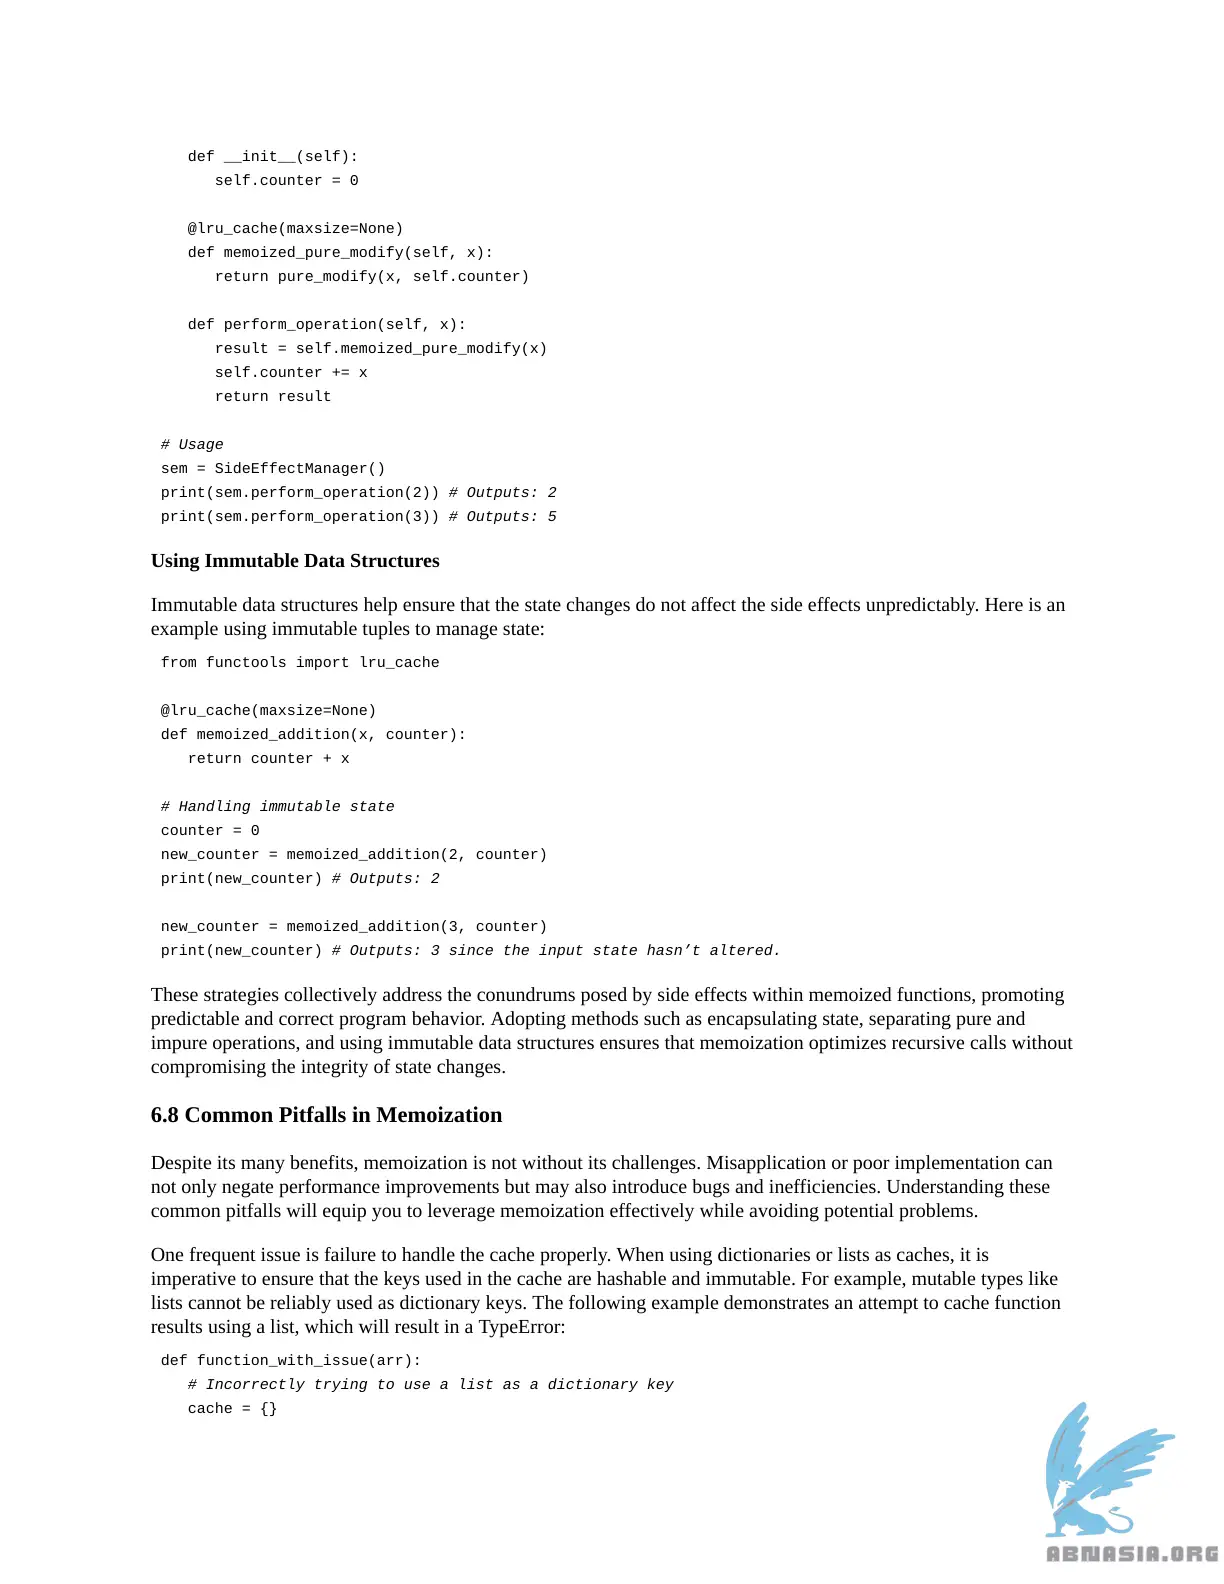 def __init__(self):
self.counter = 0
@lru_cache(maxsize=None)
def memoized_pure_modify(self, x):
return pure_modify(x, self.counter)
def perform_operation(self, x):
result = self.memoized_pure_modify(x)
self.counter += x
return result
# Usage
sem = SideEffectManager()
print(sem.perform_operation(2)) # Outputs: 2
print(sem.perform_operation(3)) # Outputs: 5
Using Immutable Data Structures
Immutable data structures help ensure that the state changes do not affect the side effects unpredictably. Here is an
example using immutable tuples to manage state:
from functools import lru_cache
@lru_cache(maxsize=None)
def memoized_addition(x, counter):
return counter + x
# Handling immutable state
counter = 0
new_counter = memoized_addition(2, counter)
print(new_counter) # Outputs: 2
new_counter = memoized_addition(3, counter)
print(new_counter) # Outputs: 3 since the input state hasn’t altered.
These strategies collectively address the conundrums posed by side effects within memoized functions, promoting
predictable and correct program behavior. Adopting methods such as encapsulating state, separating pure and
impure operations, and using immutable data structures ensures that memoization optimizes recursive calls without
compromising the integrity of state changes.
6.8 Common Pitfalls in Memoization
Despite its many benefits, memoization is not without its challenges. Misapplication or poor implementation can
not only negate performance improvements but may also introduce bugs and inefficiencies. Understanding these
common pitfalls will equip you to leverage memoization effectively while avoiding potential problems.
One frequent issue is failure to handle the cache properly. When using dictionaries or lists as caches, it is
imperative to ensure that the keys used in the cache are hashable and immutable. For example, mutable types like
lists cannot be reliably used as dictionary keys. The following example demonstrates an attempt to cache function
results using a list, which will result in a TypeError:
def function_with_issue(arr):
# Incorrectly trying to use a list as a dictionary key
cache = {}
ABNASIA.ORG